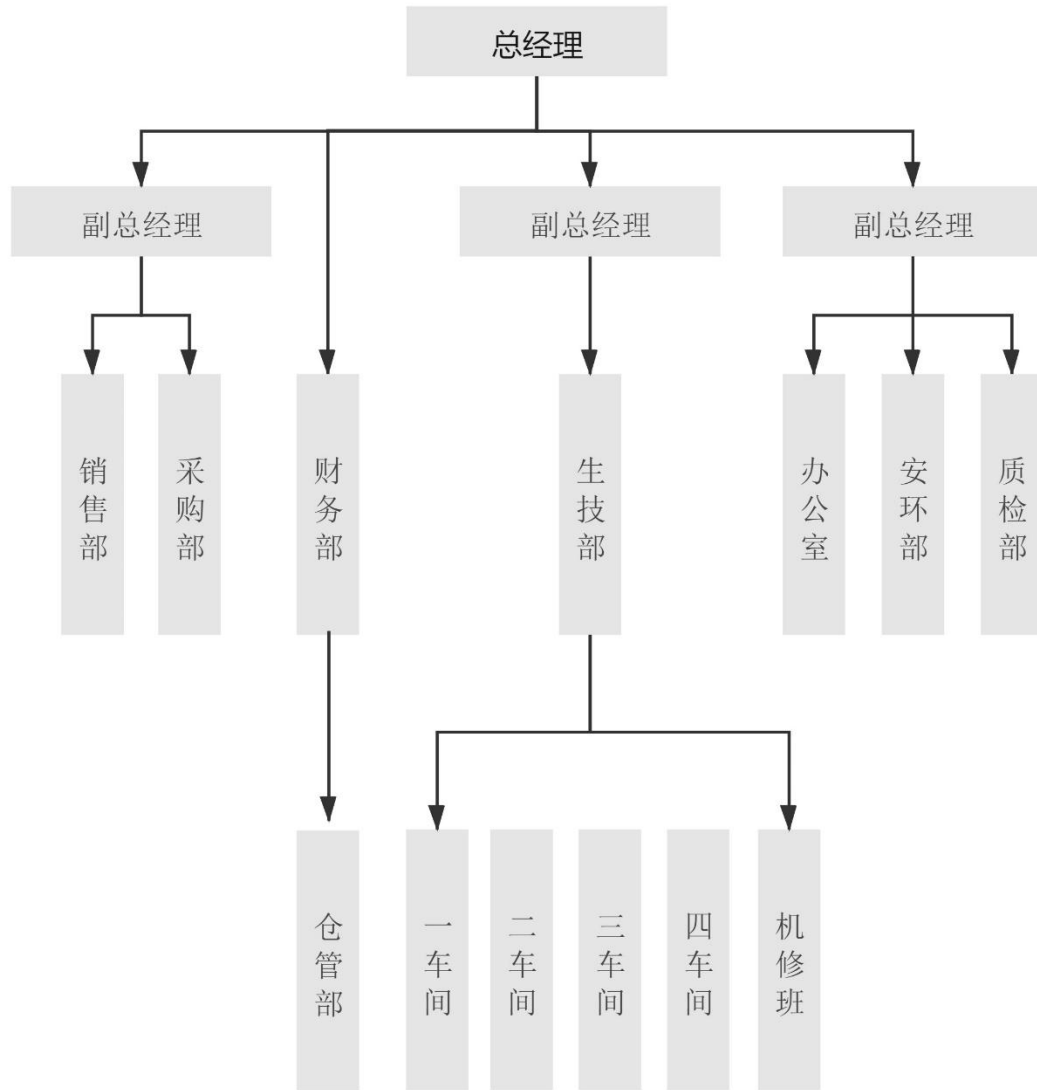 总经理
副总经理
副总经理
副总经理
销售部
采购部
财务部
生技部
办公室
安环部
质检部
仓管部
一车间
二车间
三车间
四车间
机修班